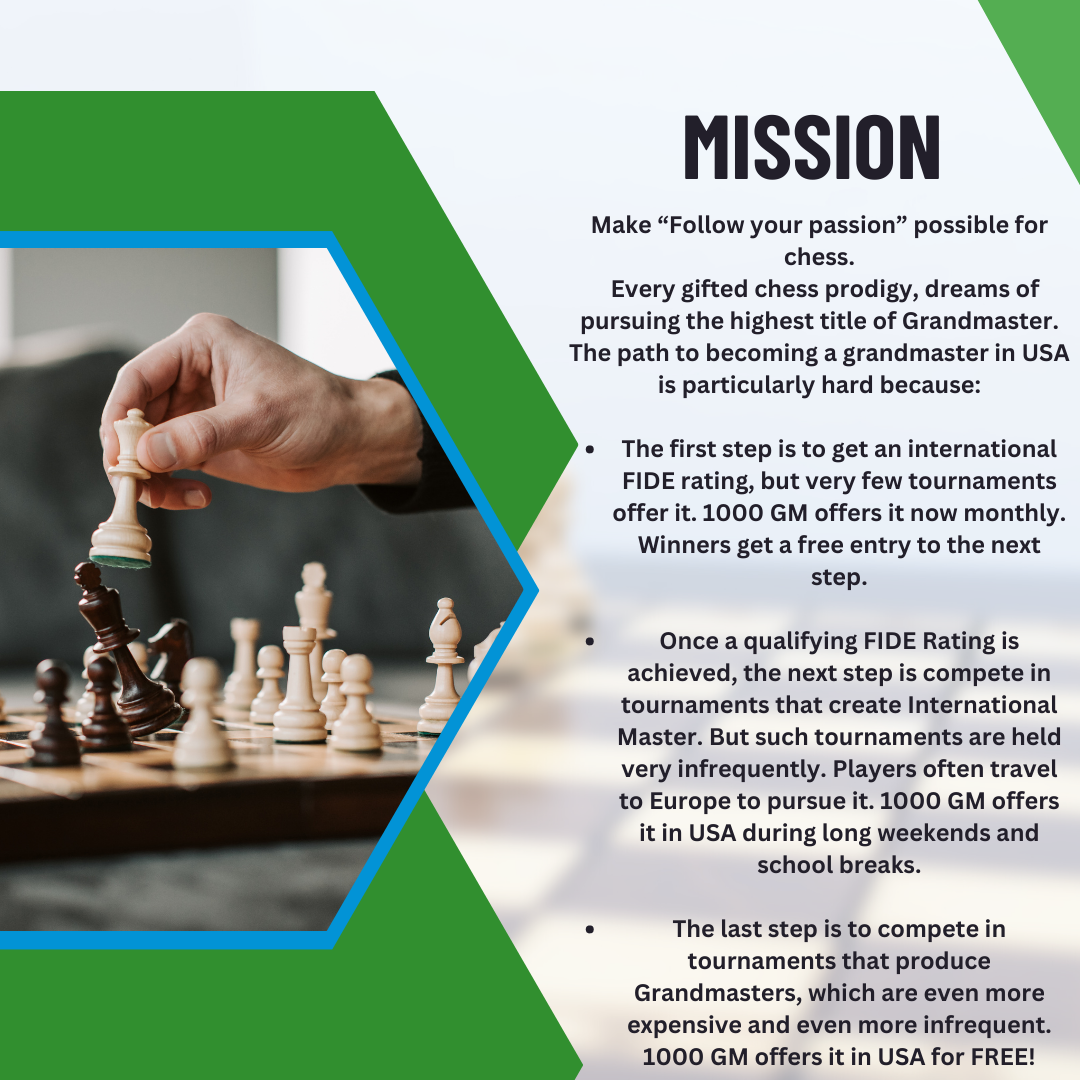 MISSION
Make “Follow your passion” possible for
chess.
Every gifted chess prodigy, dreams of
pursuing the highest title of Grandmaster.
The path to becoming a grandmaster in USA
is particularly hard because:
• The first step is to get an international
FIDE rating, but very few tournaments
offer it. 1000 GM offers it now monthly.
Winners get a free entry to the next
step.
• Once a qualifying FIDE Rating is
achieved, the next step is compete in
tournaments that create International
Master. But such tournaments are held
very infrequently. Players often travel
to Europe to pursue it. 1000 GM offers
it in USA during long weekends and
school breaks.
• The last step is to compete in
tournaments that produce
Grandmasters, which are even more
expensive and even more infrequent.
1000 GM offers it in USA for FREE!